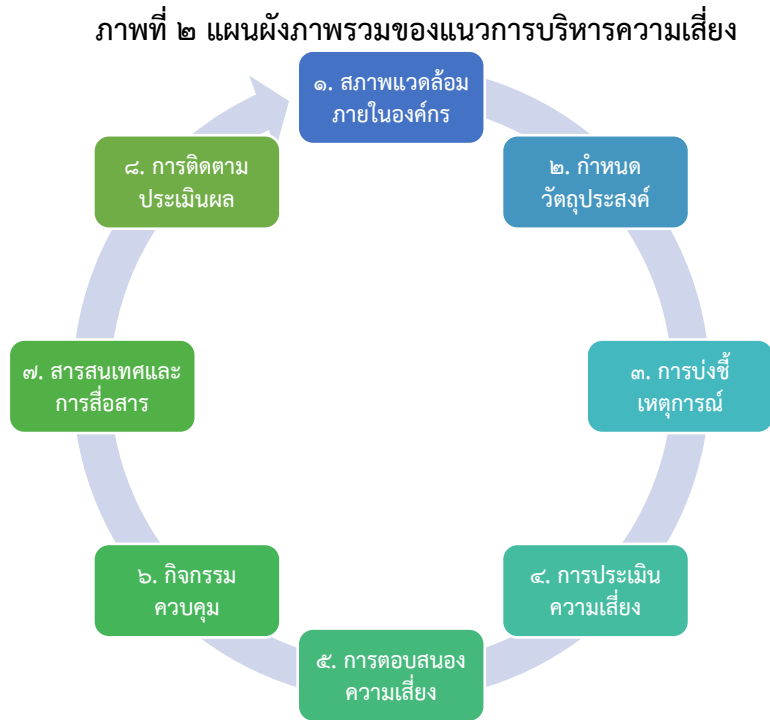 ภาพที่ ๒ แผนผังภาพรวมของแนวการบริหารความเสี่ยง
๑. สภาพแวดล้อม
ภายในองค์กร
๒. กำหนด
วัตถุประสงค์
๓. การบ่งชี้
เหตุการณ์
๔. การประเมิน
ความเสี่ยง
๕. การตอบสนอง
ความเสี่ยง
๖. กิจกรรม
ควบคุม
๗. สารสนเทศและ
การสื่อสาร
๘. การติดตาม
ประเมินผล